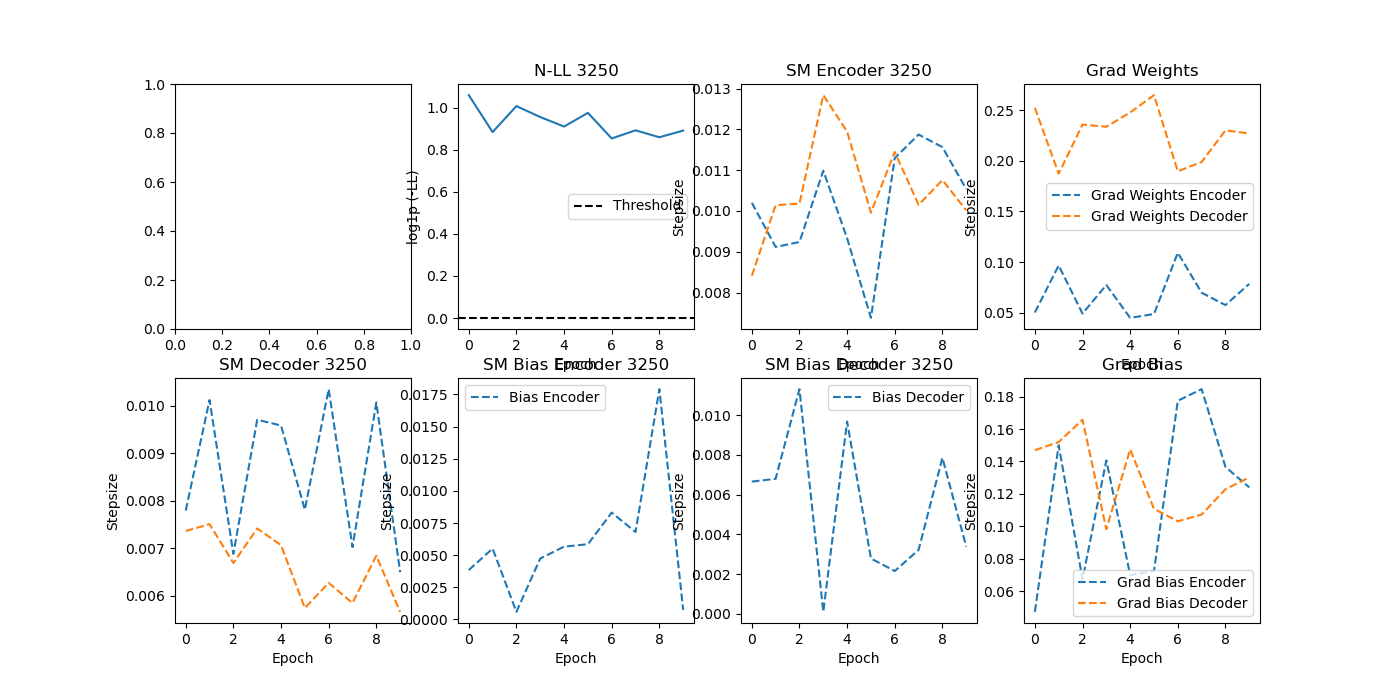 N-LL 3250
SM Encoder 3250
Grad Weights
1.0
0.8
0.6
0.4
0.2
0.0
0.0 0.2 0.4 0.6 0.8 1.0
log1p (-LL)
1.0
0.8
0.6
0.4
0.2
0.0
Threshold
0 2 4 6 8
Epoch
Stepsize
0.013
0.012
0.011
0.010
0.009
0.008
0 2 4 6 8
Epoch
Stepsize
0.25
0.20
0.15
0.10
0.05
Grad Weights Encoder
Grad Weights Decoder
0 2 4 6 8
Epoch
SM Decoder 3250
SM Bias Encoder 3250
SM Bias Decoder 3250
Grad Bias
Stepsize
0.010
0.009
0.008
0.007
0.006
0 2 4 6 8
Epoch
Stepsize
0.0175
0.0150
0.0125
0.0100
0.0075
0.0050
0.0025
0.0000
Bias Encoder
0 2 4 6 8
Epoch
Stepsize
0.010
0.008
0.006
0.004
0.002
0.000
Bias Decoder
0 2 4 6 8
Epoch
Stepsize
0.18
0.16
0.14
0.12
0.10
0.08
0.06
Grad Bias Encoder
Grad Bias Decoder
0 2 4 6 8
Epoch